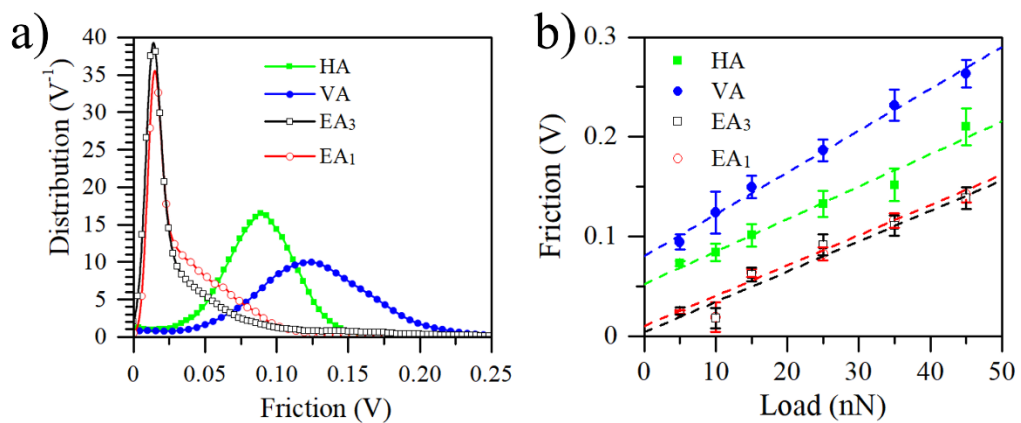 a)
40
35
30
25
20
15
10
5
0
Distribution (V⁻¹)
HA
VA
EA₃
EA₁
0 0.05 0.10 0.15 0.20 0.25
Friction (V)
b)
0.3
0.2
0.1
0
Friction (V)
HA
VA
EA₃
EA₁
0 10 20 30 40 50
Load (nN)